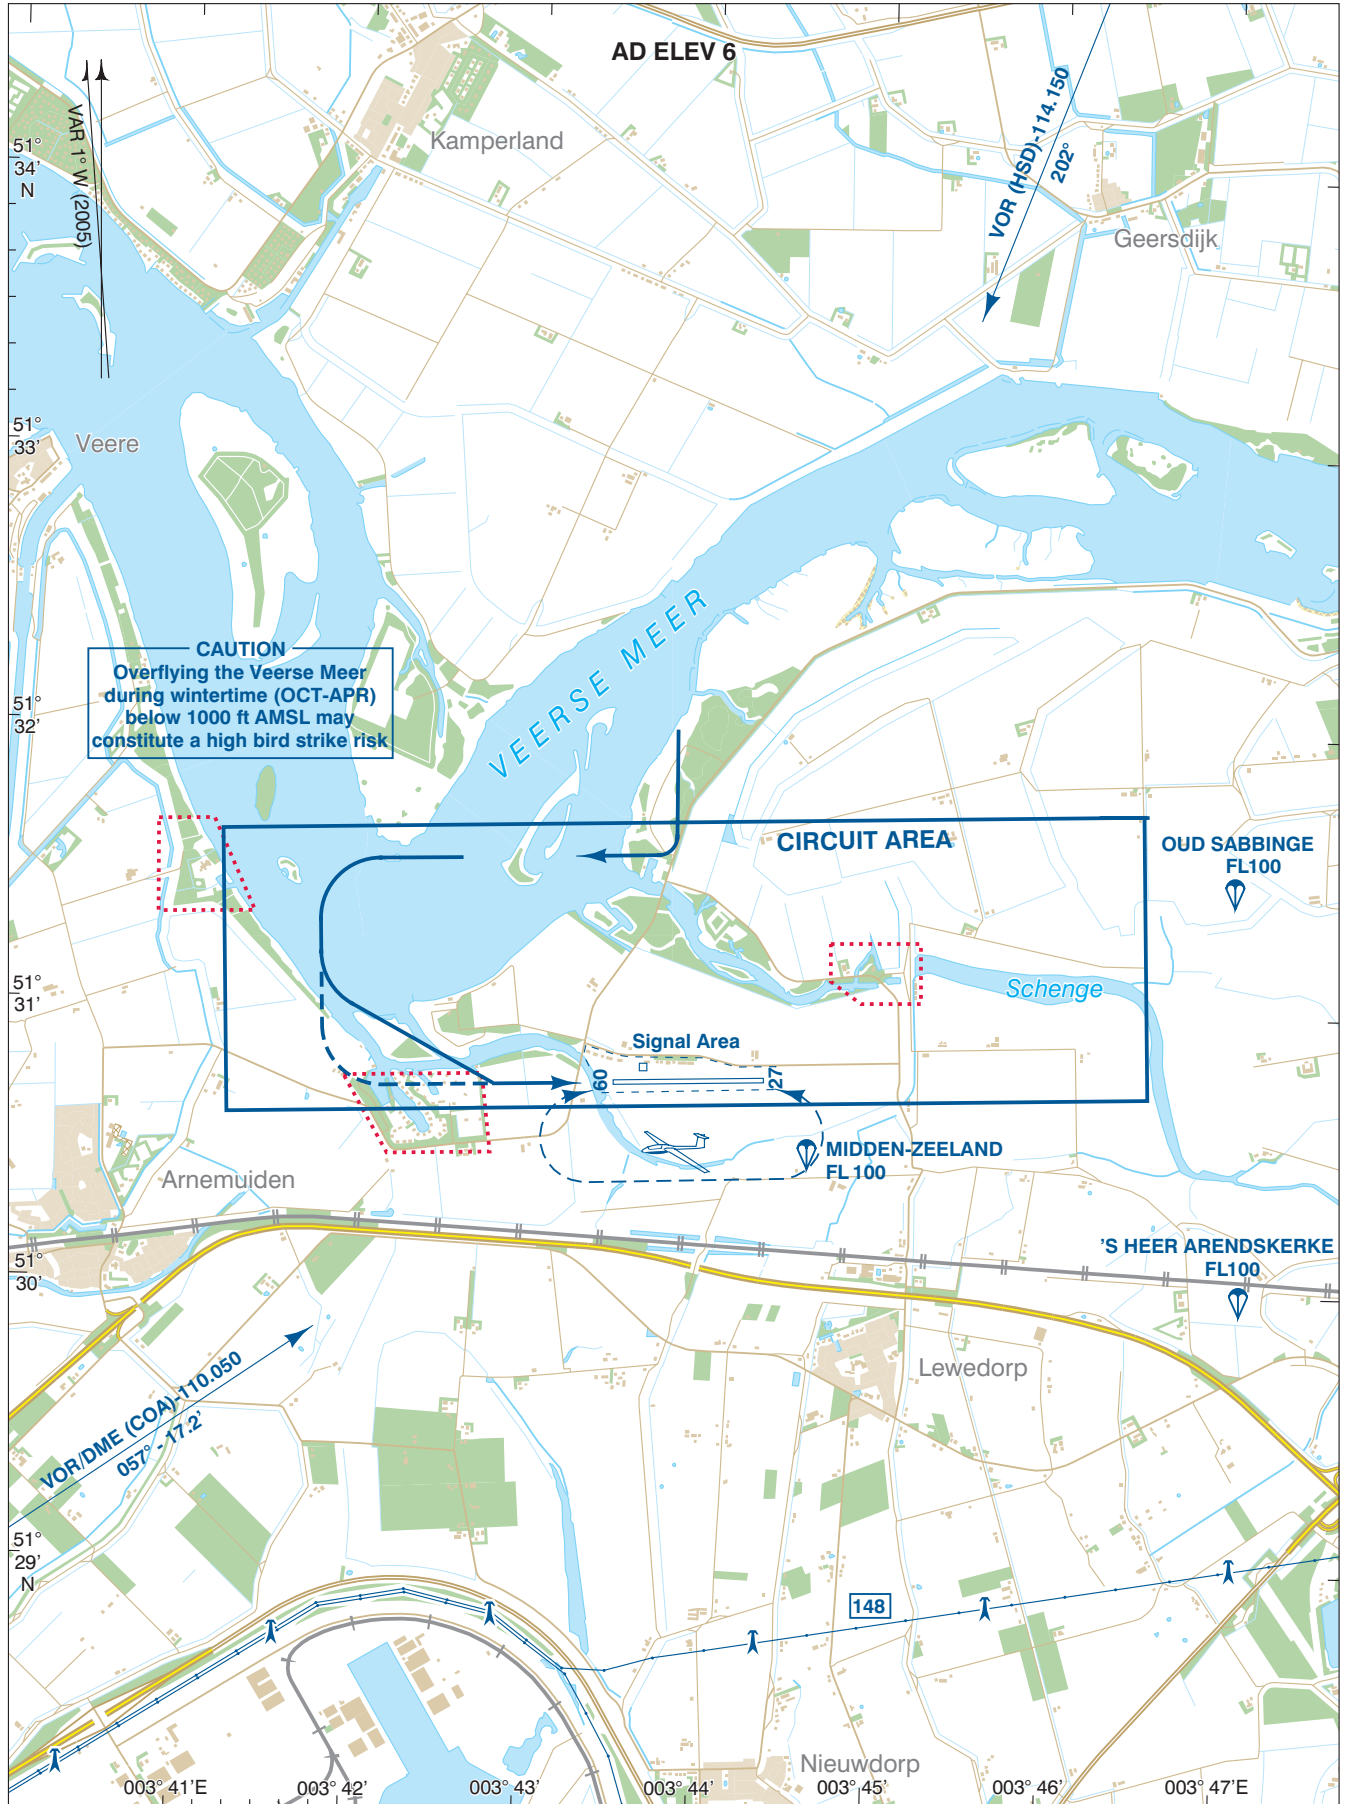 AD ELEV 6
Kamperland
VOR (HSD)-114.150
202°
VAR 1° W (2005)
51°
34'
N
Geersdijk
51°
33'
Veere
CAUTION
Overflying the Veerse Meer
during wintertime (OCT-APR)
below 1000 ft AMSL may
constitute a high bird strike risk
VEERSE MEER
51°
32'
CIRCUIT AREA
OUD SABBINGE
FL100
51°
31'
Schenge
Signal Area
09
27
MIDDEN-ZEELAND
FL 100
Arnemuiden
51°
30'
'S HEER ARENDSKERKE
FL100
Lewedorp
VOR/DME (COA)-110.050
057° - 17.2'
51°
29'
N
148
Nieuwdorp
003° 41'E
003° 42'
003° 43'
003° 44'
003° 45'
003° 46'
003° 47'E